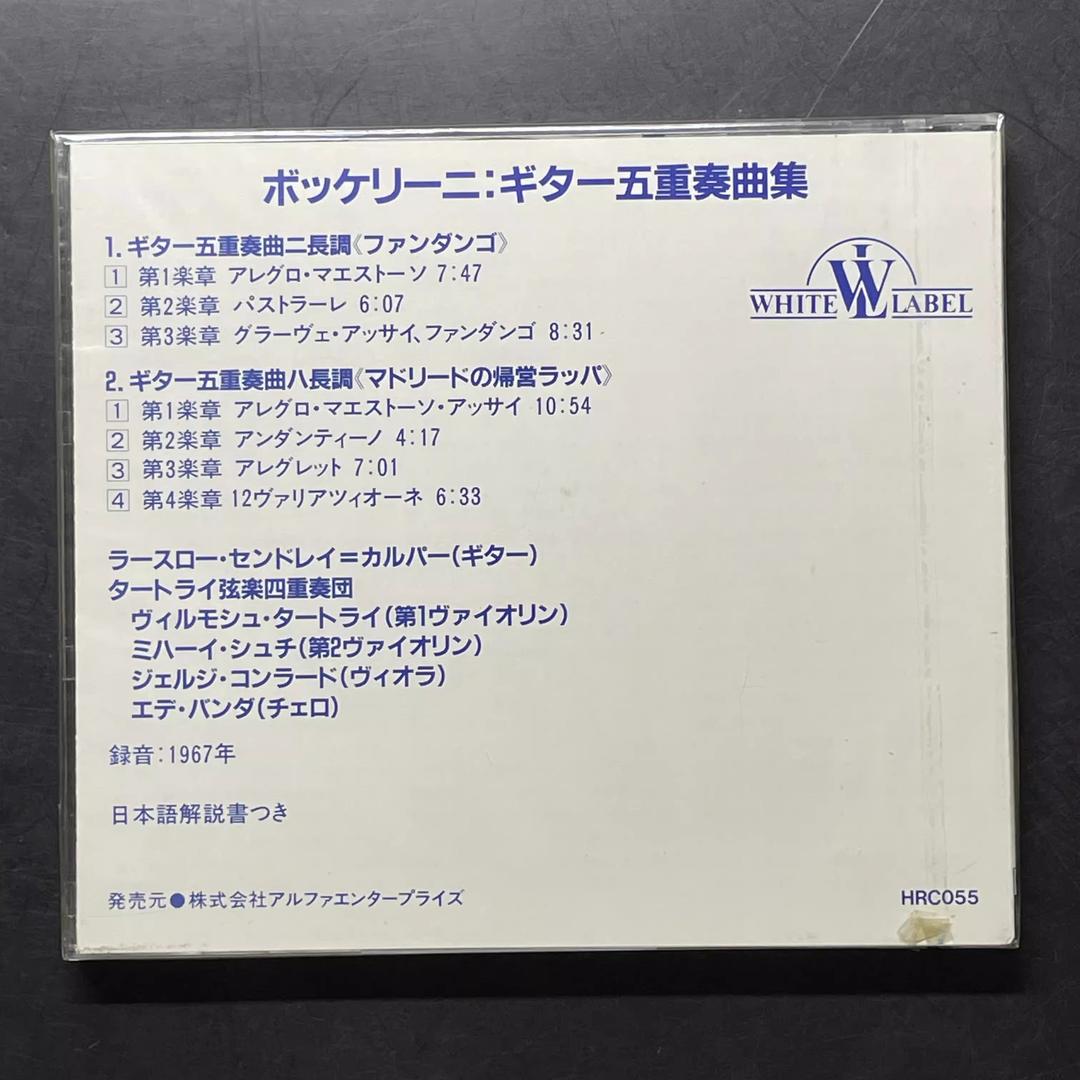 ボッケリーニ:ギター五重奏曲集
1. ギター五重奏曲ニ長調《ファンダンゴ》
1 第1楽章 アレグロ・マエストーソ 7:47
2 第2楽章 パストラーレ 6:07
3 第3楽章 グラーヴェ・アッサイ、ファンダンゴ 8:31
WHITE WL LABEL
2. ギター五重奏曲ハ長調《マドリードの帰営ラッパ》
1 第1楽章 アレグロ・マエストーソ・アッサイ 10:54
2 第2楽章 アンダンティーノ 4:17
3 第3楽章 アレグレット 7:01
4 第4楽章 12ヴァリアツィオーネ 6:33
ラースロー・センドレイ=カルパー(ギター)
タートライ弦楽四重奏団
ヴィルモシュ・タートライ(第1ヴァイオリン)
ミハーイ・シュチ(第2ヴァイオリン)
ジェルジ・コンラード(ヴィオラ)
エデ・バンダ(チェロ)
録音:1967年
日本語解説書つき
発売元●株式会社アルファエンタープライズ
HRC055